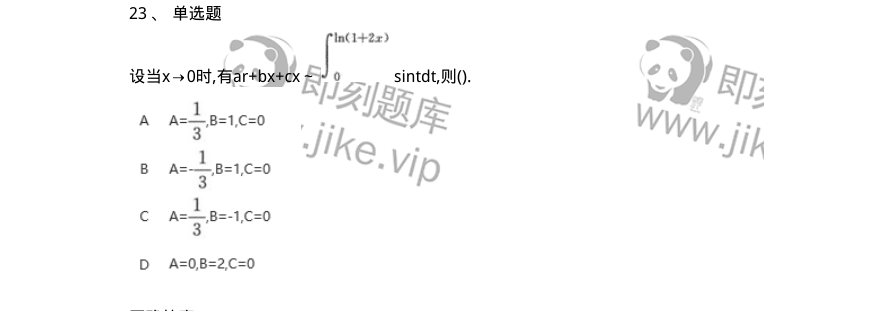 23 、 单选题
ln(1+2x)
设当x→0时,有ar+bx+cx ~ ∫ 0 sintdt,则().
A A=1/3,B=1,C=0
B A=-1/3,B=1,C=0
C A=1/3,B=-1,C=0
D A=0,B=2,C=0
即刻题库
.jike.vip
即
www.jik